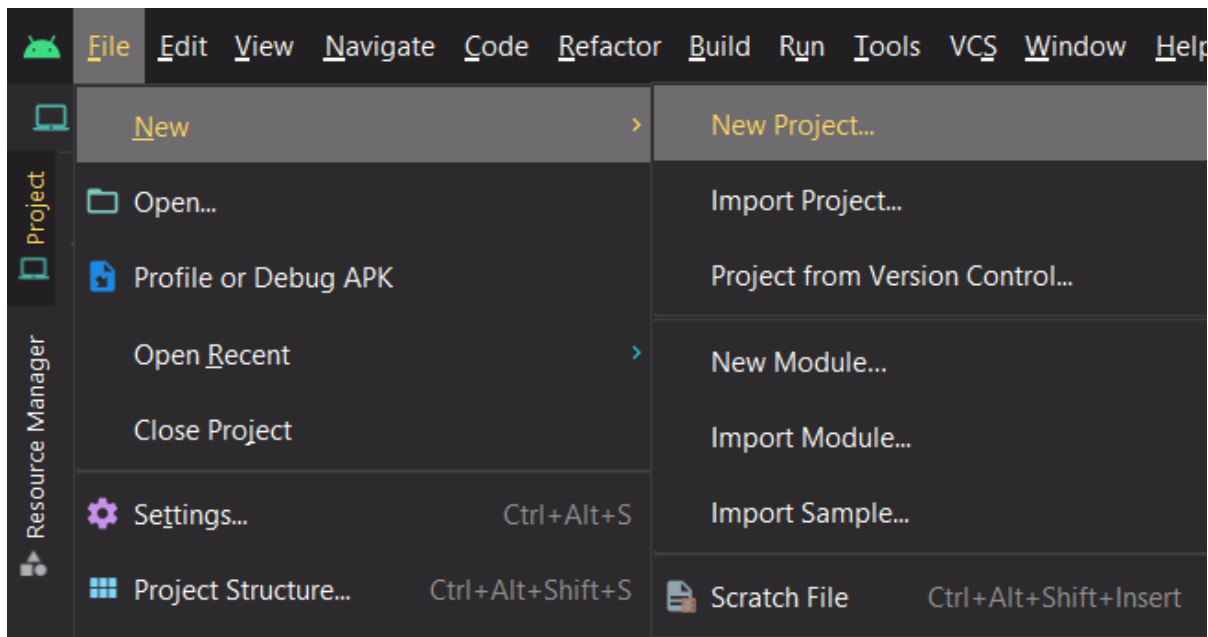 File Edit View Navigate Code Refactor Build Run Tools VCS Window Help
Project
Resource Manager
New
Open...
Profile or Debug APK
Open Recent
Close Project
Settings... Ctrl+Alt+S
Project Structure... Ctrl+Alt+Shift+S
New Project...
Import Project...
Project from Version Control...
New Module...
Import Module...
Import Sample...
Scratch File Ctrl+Alt+Shift+Insert